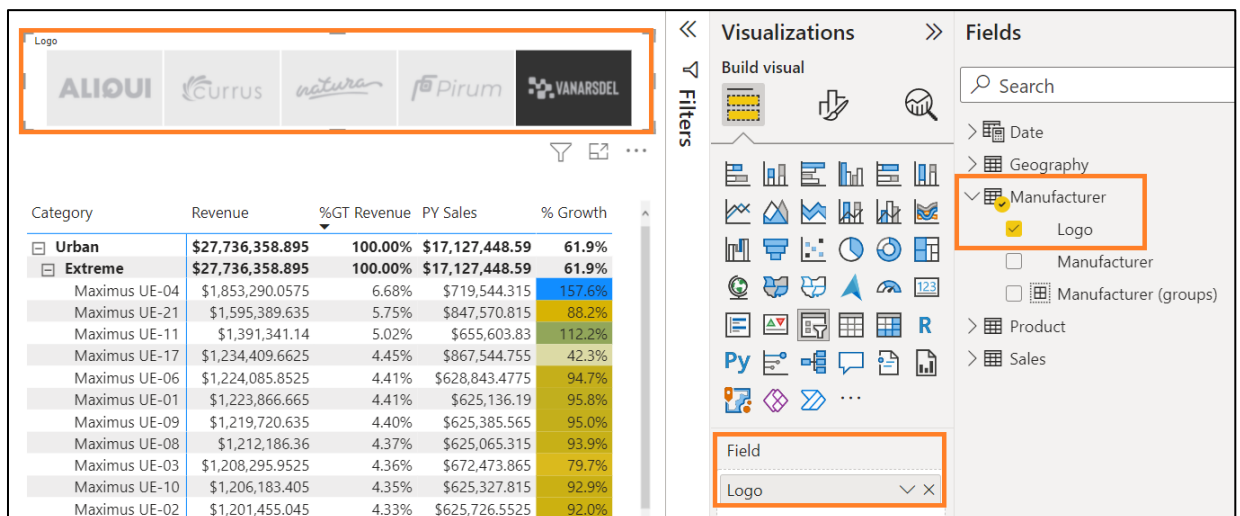 Logo
ALIQUI Currus natura Pirum VANARSDEL
Category Revenue %GT Revenue PY Sales % Growth
Urban $27,736,358.895 100.00% $17,127,448.59 61.9%
Extreme $27,736,358.895 100.00% $17,127,448.59 61.9%
Maximus UE-04 $1,853,290.0575 6.68% $719,544.315 157.6%
Maximus UE-21 $1,595,389.635 5.75% $847,570.815 88.2%
Maximus UE-11 $1,391,341.14 5.02% $655,603.83 112.2%
Maximus UE-17 $1,234,409.6625 4.45% $867,544.755 42.3%
Maximus UE-06 $1,224,085.8525 4.41% $628,843.4775 94.7%
Maximus UE-01 $1,223,866.665 4.41% $625,136.19 95.8%
Maximus UE-09 $1,219,720.635 4.40% $625,385.565 95.0%
Maximus UE-08 $1,212,186.36 4.37% $625,065.315 93.9%
Maximus UE-03 $1,208,295.9525 4.36% $672,473.865 79.7%
Maximus UE-10 $1,206,183.405 4.35% $625,327.815 92.9%
Maximus UE-02 $1,201,455.045 4.33% $625,726.5525 92.0%
Filters
Visualizations
Build visual
123
R
Py
Field
Logo
Fields
Search
Date
Geography
Manufacturer
Logo
Manufacturer
Manufacturer (groups)
Product
Sales